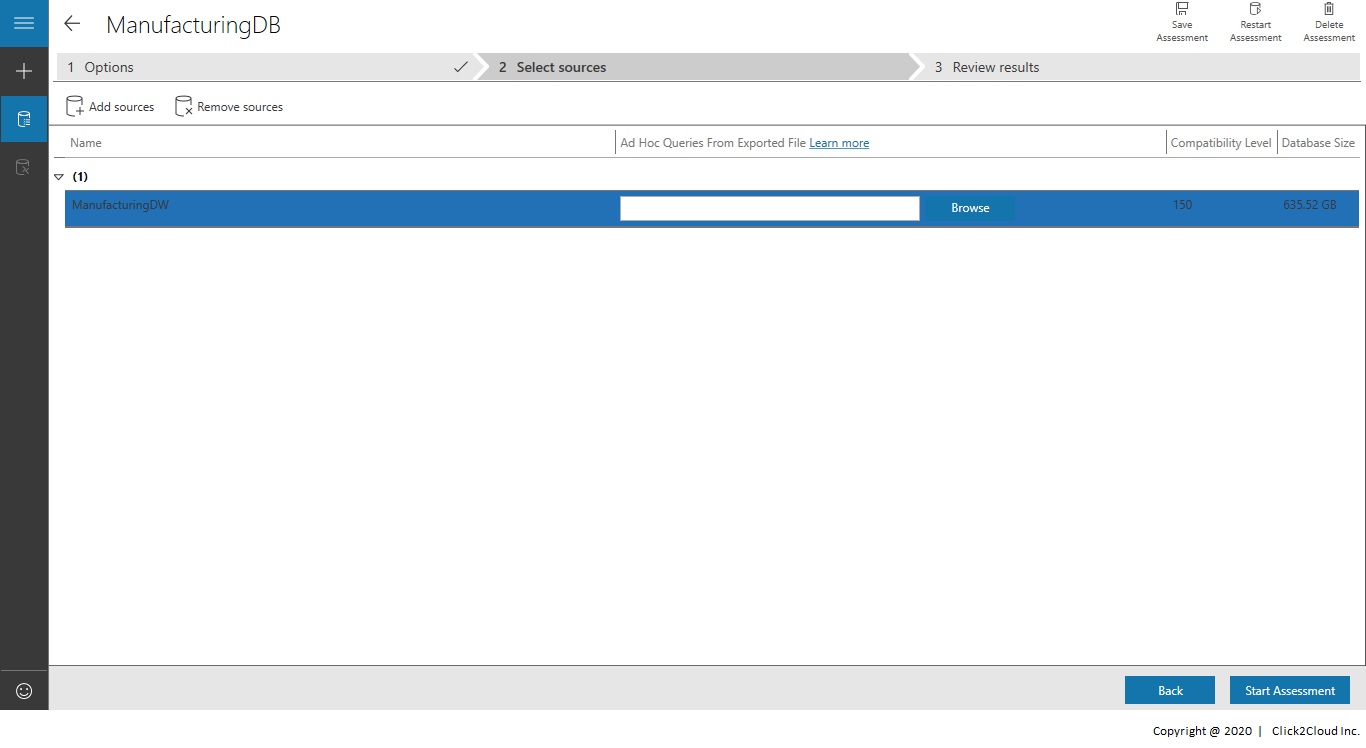 ManufacturingDB
Save Assessment
Restart Assessment
Delete Assessment
1 Options
2 Select sources
3 Review results
Add sources
Remove sources
Name
Ad Hoc Queries From Exported File Learn more
Compatibility Level
Database Size
(1)
ManufacturingDW
Browse
150
635.52 GB
Back
Start Assessment
Copyright @ 2020 | Click2Cloud Inc.